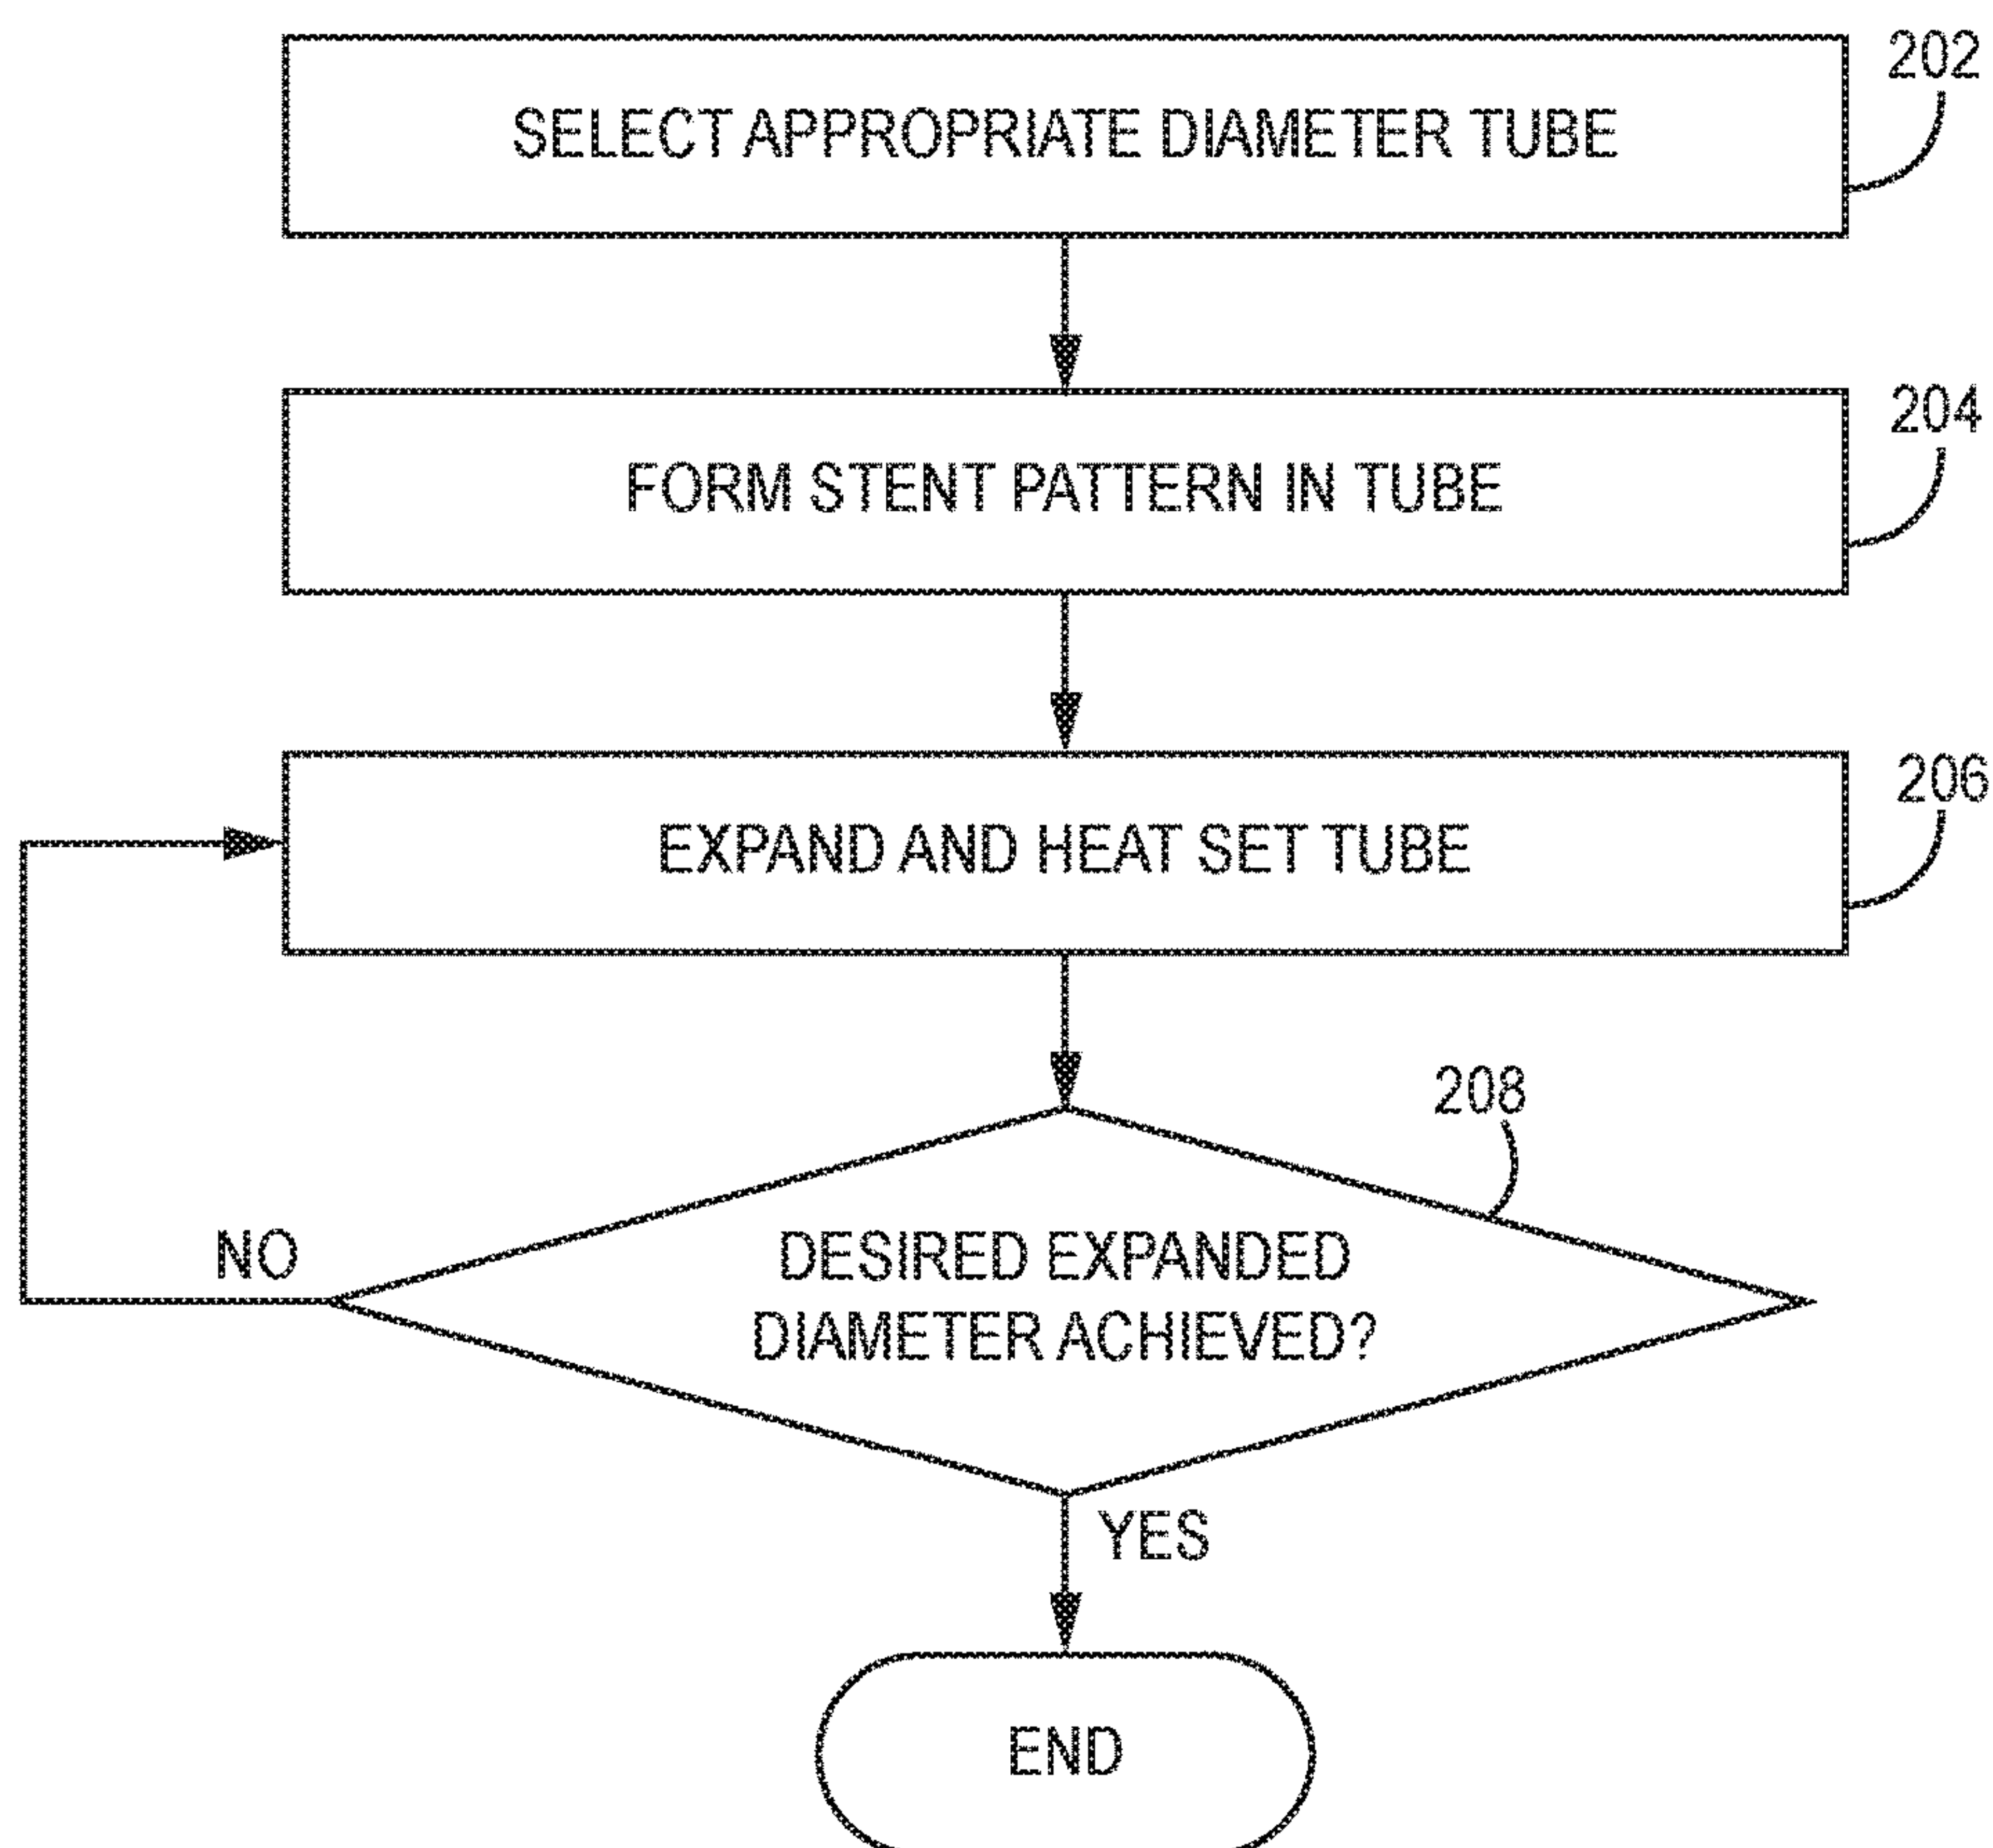 202
SELECT APPROPRIATE DIAMETER TUBE
204
FORM STENT PATTERN IN TUBE
206
EXPAND AND HEAT SET TUBE
208
NO
DESIRED EXPANDED
DIAMETER ACHIEVED?
YES
END